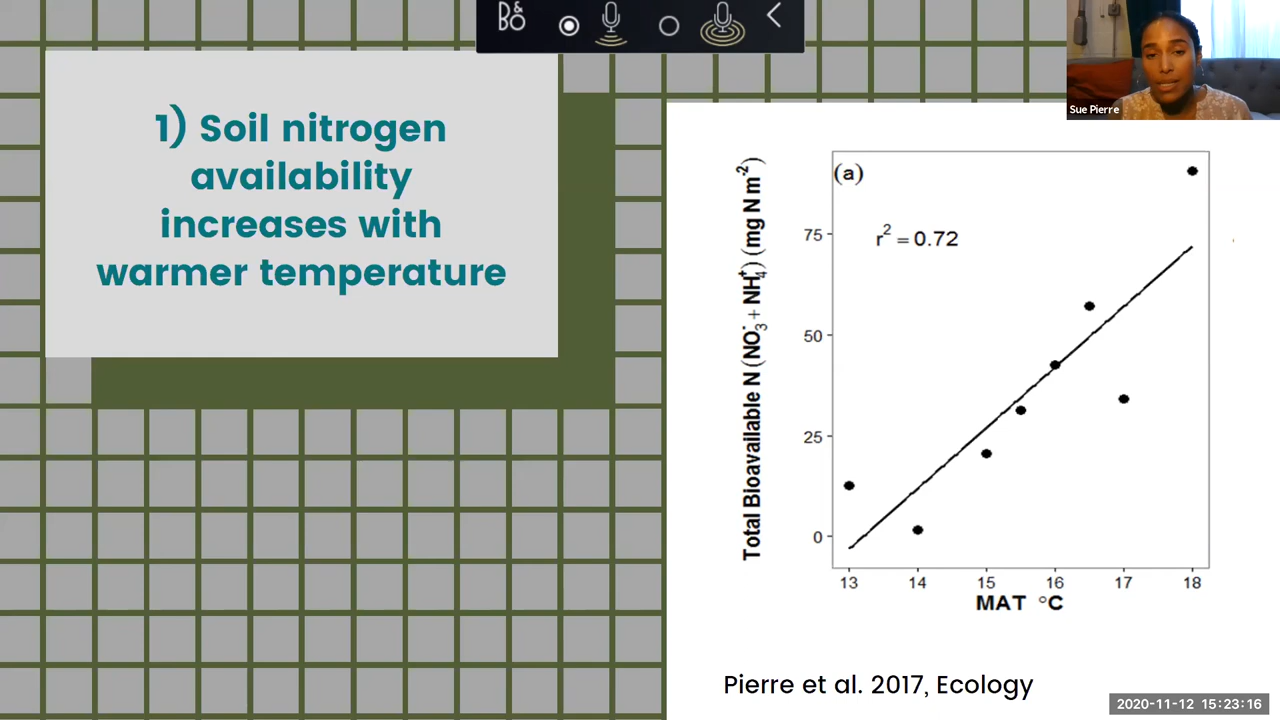 B&O
1) Soil nitrogen
availability
increases with
warmer temperature
Sue Pierre
(a)
r² = 0.72
Total Bioavailable N (NO₃⁻ + NH₄⁺) (mg N m⁻²)
75
50
25
0
13 14 15 16 17 18
MAT °C
Pierre et al. 2017, Ecology
2020-11-12 15:23:16